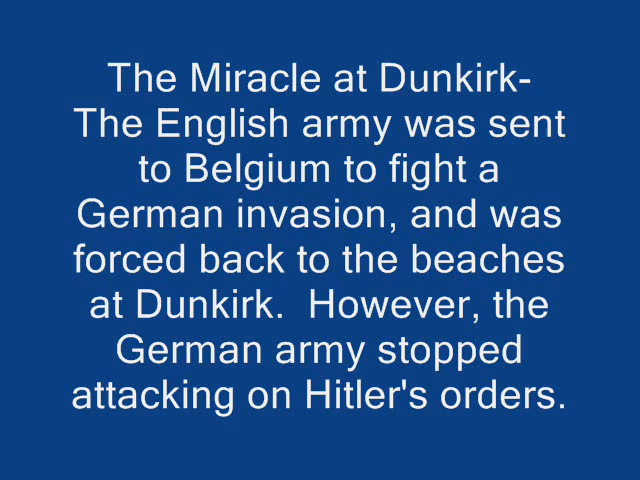 The Miracle at Dunkirk-
The English army was sent
to Belgium to fight a
German invasion, and was
forced back to the beaches
at Dunkirk.  However, the
German army stopped
attacking on Hitler's orders.